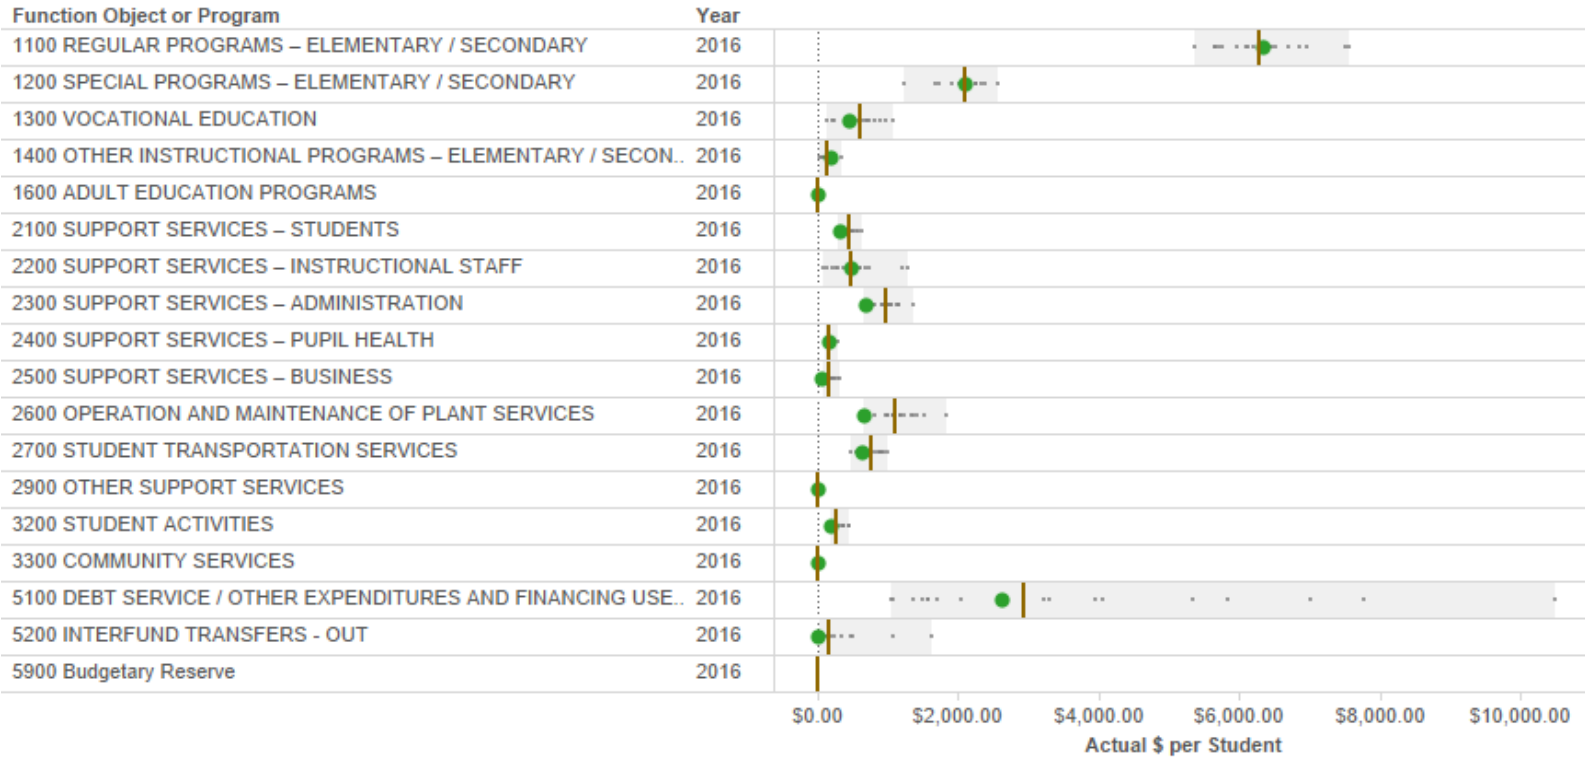 Function Object or Program Year
1100 REGULAR PROGRAMS – ELEMENTARY / SECONDARY 2016
1200 SPECIAL PROGRAMS – ELEMENTARY / SECONDARY 2016
1300 VOCATIONAL EDUCATION 2016
1400 OTHER INSTRUCTIONAL PROGRAMS – ELEMENTARY / SECON.. 2016
1600 ADULT EDUCATION PROGRAMS 2016
2100 SUPPORT SERVICES – STUDENTS 2016
2200 SUPPORT SERVICES – INSTRUCTIONAL STAFF 2016
2300 SUPPORT SERVICES – ADMINISTRATION 2016
2400 SUPPORT SERVICES – PUPIL HEALTH 2016
2500 SUPPORT SERVICES – BUSINESS 2016
2600 OPERATION AND MAINTENANCE OF PLANT SERVICES 2016
2700 STUDENT TRANSPORTATION SERVICES 2016
2900 OTHER SUPPORT SERVICES 2016
3200 STUDENT ACTIVITIES 2016
3300 COMMUNITY SERVICES 2016
5100 DEBT SERVICE / OTHER EXPENDITURES AND FINANCING USE.. 2016
5200 INTERFUND TRANSFERS - OUT 2016
5900 Budgetary Reserve 2016
$0.00 $2,000.00 $4,000.00 $6,000.00 $8,000.00 $10,000.00
Actual $ per Student